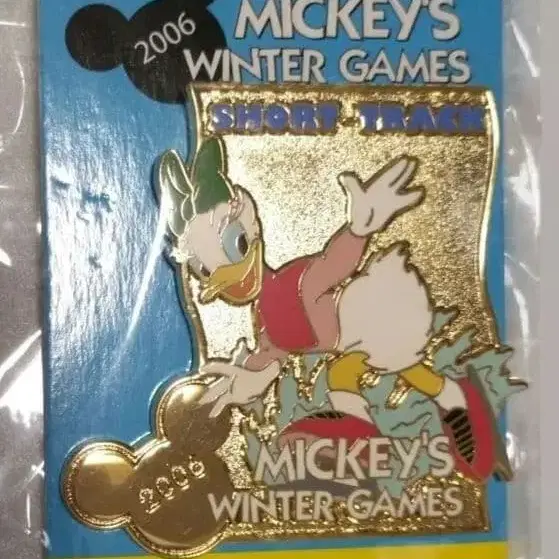 2006
MICKEY'S
WINTER GAMES
SHORT TRACK
2006
MICKEY'S
WINTER GAMES